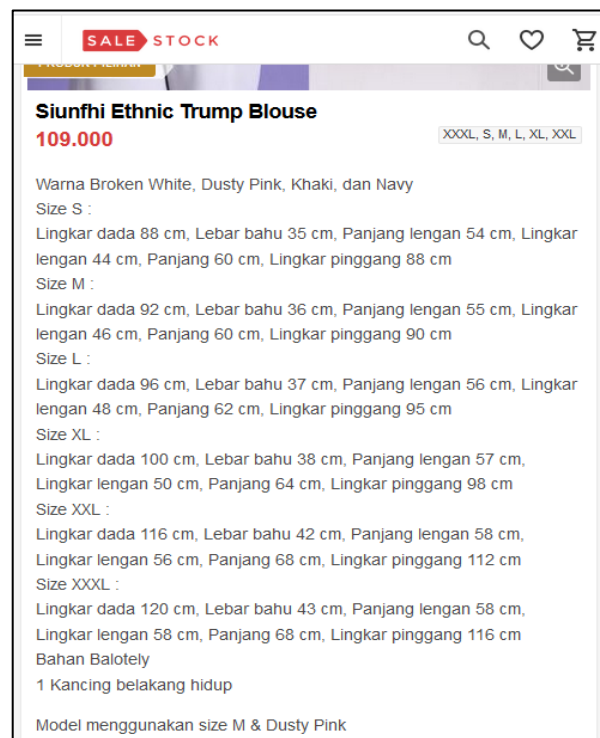 SALE STOCK
PRODUK PILIHAN
Siunfhi Ethnic Trump Blouse
109.000
XXXL, S, M, L, XL, XXL
Warna Broken White, Dusty Pink, Khaki, dan Navy
Size S :
Lingkar dada 88 cm, Lebar bahu 35 cm, Panjang lengan 54 cm, Lingkar
lengan 44 cm, Panjang 60 cm, Lingkar pinggang 88 cm
Size M :
Lingkar dada 92 cm, Lebar bahu 36 cm, Panjang lengan 55 cm, Lingkar
lengan 46 cm, Panjang 60 cm, Lingkar pinggang 90 cm
Size L :
Lingkar dada 96 cm, Lebar bahu 37 cm, Panjang lengan 56 cm, Lingkar
lengan 48 cm, Panjang 62 cm, Lingkar pinggang 95 cm
Size XL :
Lingkar dada 100 cm, Lebar bahu 38 cm, Panjang lengan 57 cm,
Lingkar lengan 50 cm, Panjang 64 cm, Lingkar pinggang 98 cm
Size XXL :
Lingkar dada 116 cm, Lebar bahu 42 cm, Panjang lengan 58 cm,
Lingkar lengan 56 cm, Panjang 68 cm, Lingkar pinggang 112 cm
Size XXXL :
Lingkar dada 120 cm, Lebar bahu 43 cm, Panjang lengan 58 cm,
Lingkar lengan 58 cm, Panjang 68 cm, Lingkar pinggang 116 cm
Bahan Balotely
1 Kancing belakang hidup
Model menggunakan size M & Dusty Pink